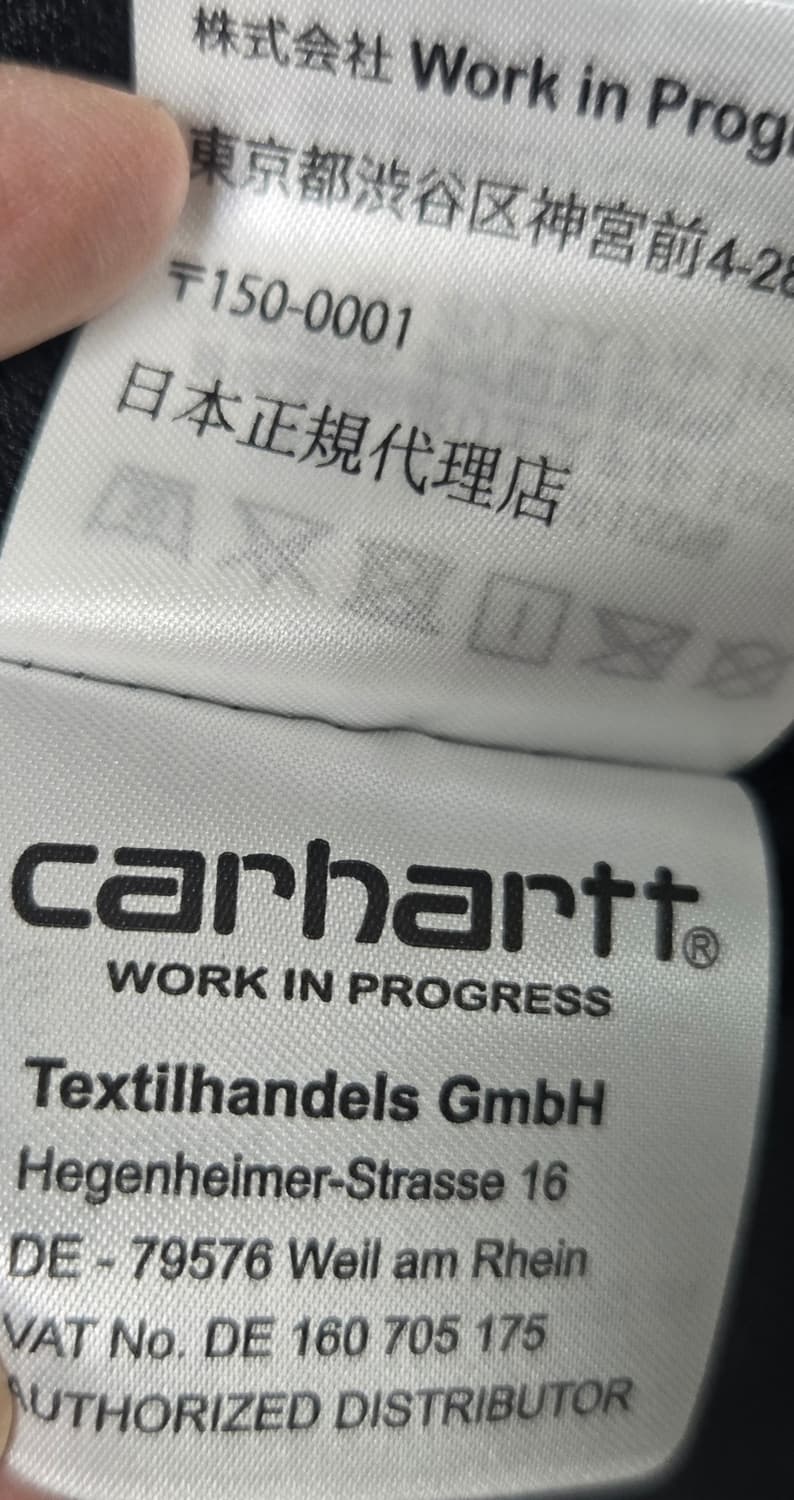 株式会社 Work in Progr
東京都渋谷区神宮前4-28
〒150-0001
日本正規代理店
carhartt®
WORK IN PROGRESS
Textilhandels GmbH
Hegenheimer-Strasse 16
DE - 79576 Weil am Rhein
VAT No. DE 160 705 175
AUTHORIZED DISTRIBUTOR